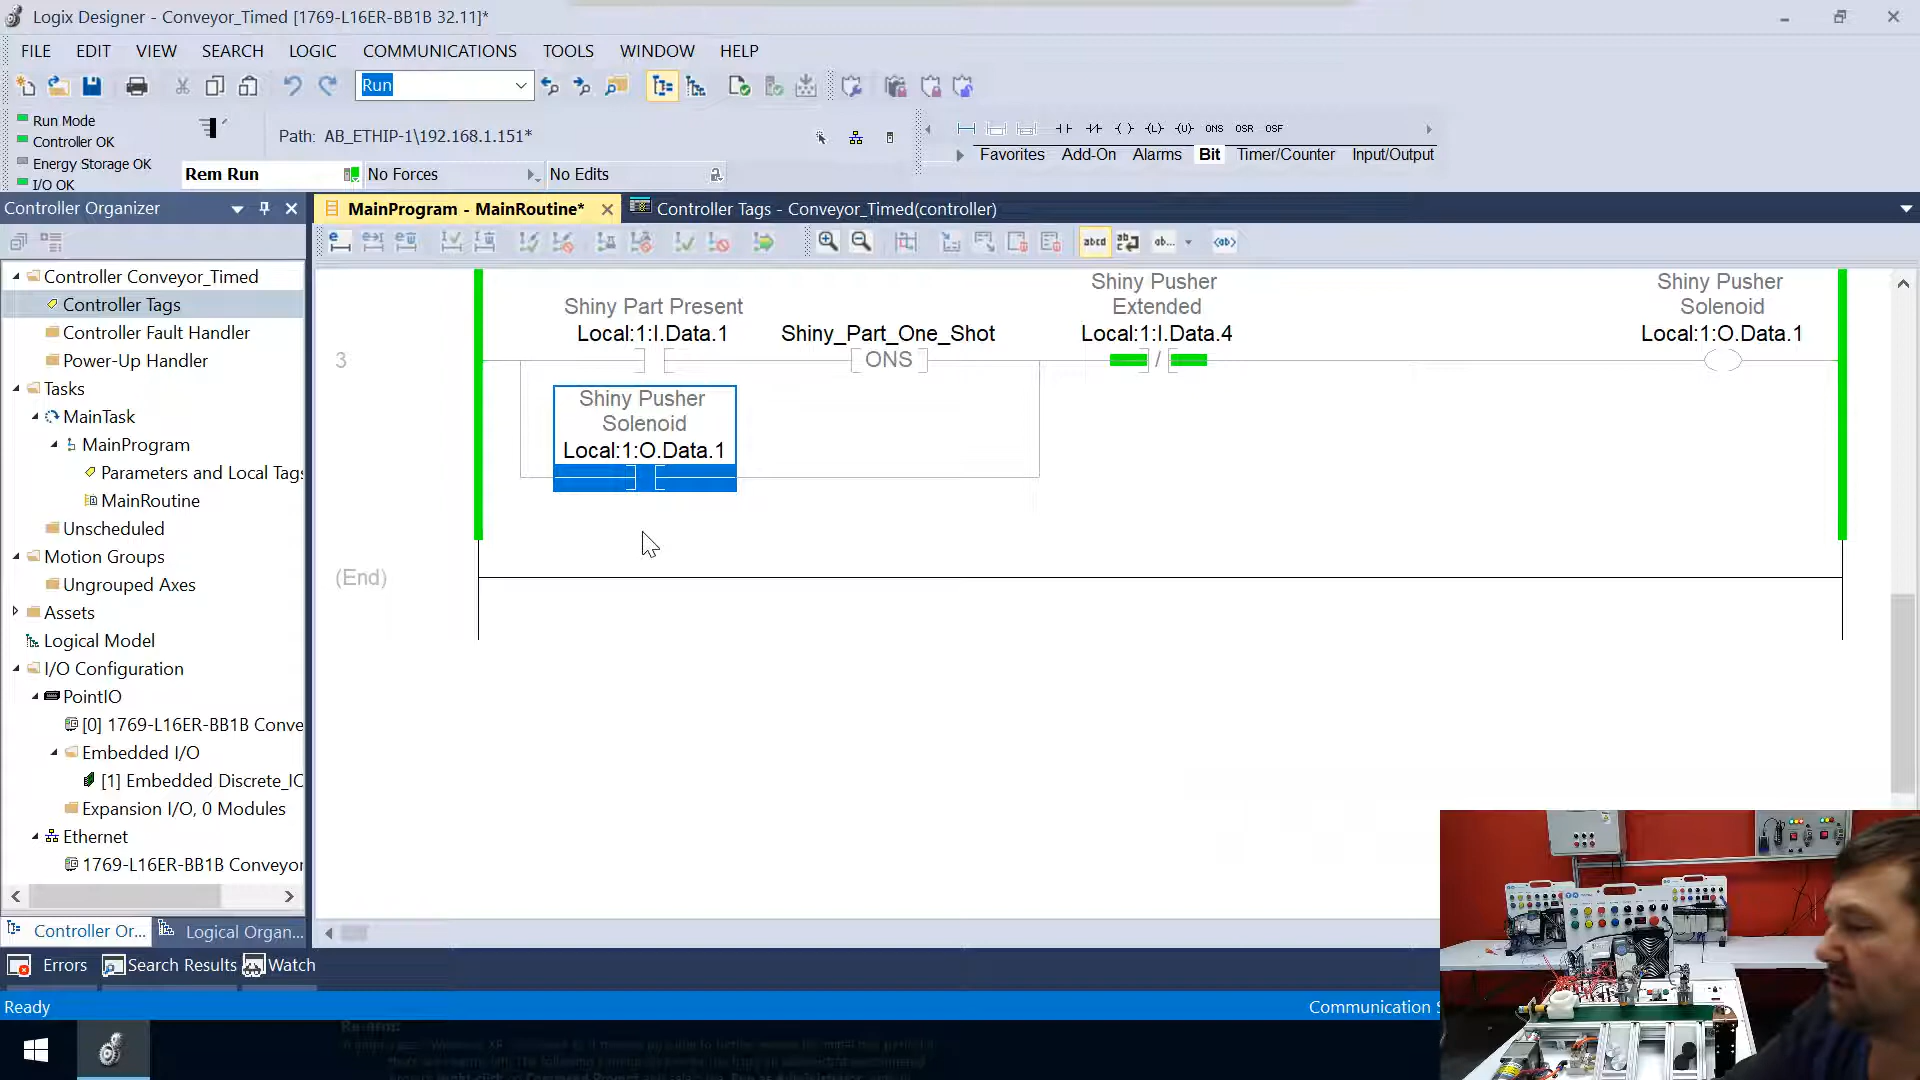 Logix Designer - Conveyor_Timed [1769-L16ER-BB1B 32.11]*
FILE EDIT VIEW SEARCH LOGIC COMMUNICATIONS TOOLS WINDOW HELP
Run
Run Mode
Controller OK
Energy Storage OK
I/O OK
Path: AB_ETHIP-1\192.168.1.151*
Rem Run No Forces No Edits
ONS OSR OSF
Favorites Add-On Alarms Bit Timer/Counter Input/Output
Controller Organizer
MainProgram - MainRoutine*
Controller Tags - Conveyor_Timed(controller)
abcd ab... <ab>
Controller Conveyor_Timed
Controller Tags
Controller Fault Handler
Power-Up Handler
Tasks
MainTask
MainProgram
Parameters and Local Tags
MainRoutine
Unscheduled
Motion Groups
Ungrouped Axes
Assets
Logical Model
I/O Configuration
PointIO
[0] 1769-L16ER-BB1B Conve
Embedded I/O
[1] Embedded Discrete_IO
Expansion I/O, 0 Modules
Ethernet
1769-L16ER-BB1B Conveyor
Controller Or...
Logical Organ...
3
Shiny Part Present
Local:1:I.Data.1
Shiny_Part_One_Shot
ONS
Shiny Pusher
Extended
Local:1:I.Data.4
Shiny Pusher
Solenoid
Local:1:O.Data.1
Shiny Pusher
Solenoid
Local:1:O.Data.1
(End)
Errors Search Results Watch
Ready
Communication S